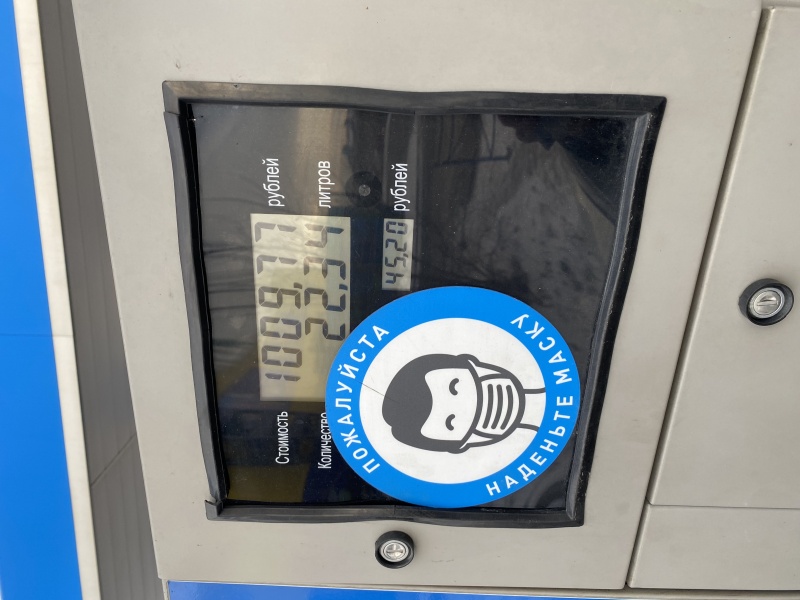 Стоимость 1009,77 рублей
Количество 22,34 литров
45,20 рублей
ПОЖАЛУЙСТА
НАДЕНЬТЕ МАСКУ